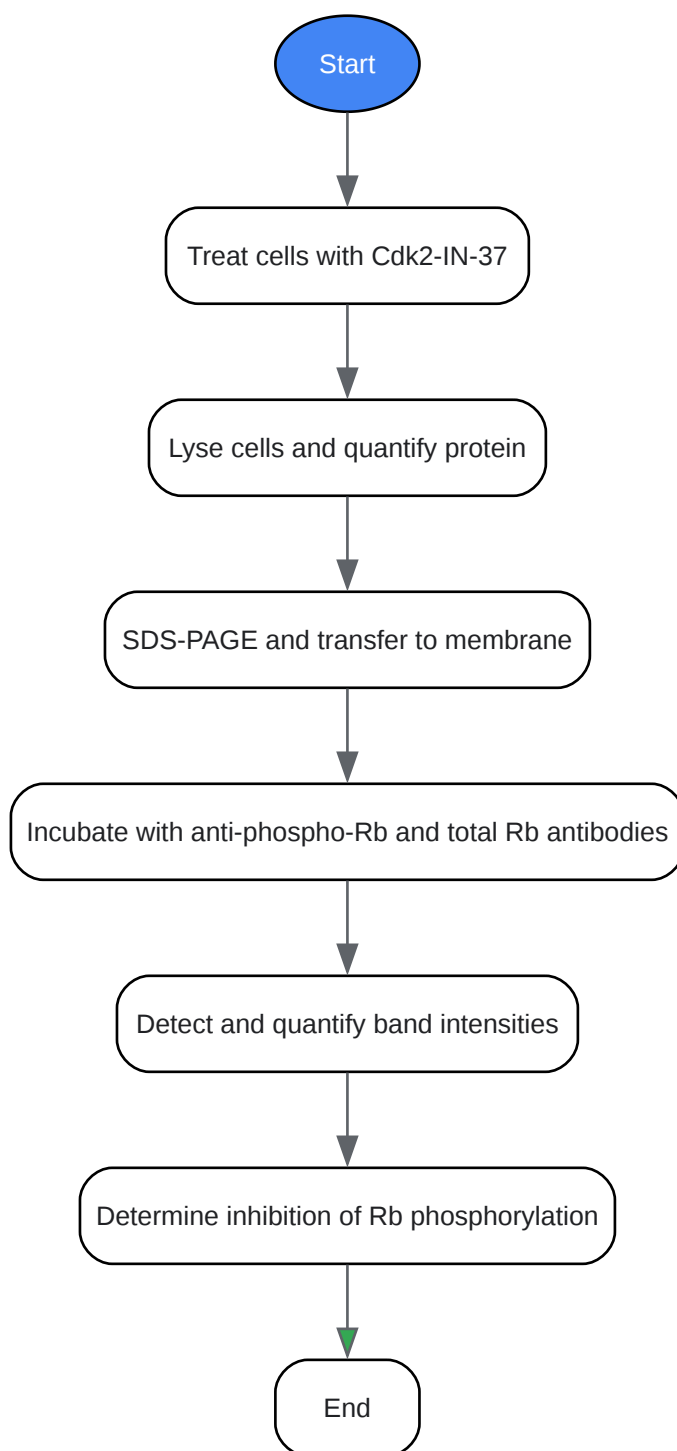 Start
Treat cells with Cdk2-IN-37
Lyse cells and quantify protein
SDS-PAGE and transfer to membrane
Incubate with anti-phospho-Rb and total Rb antibodies
Detect and quantify band intensities
Determine inhibition of Rb phosphorylation
End